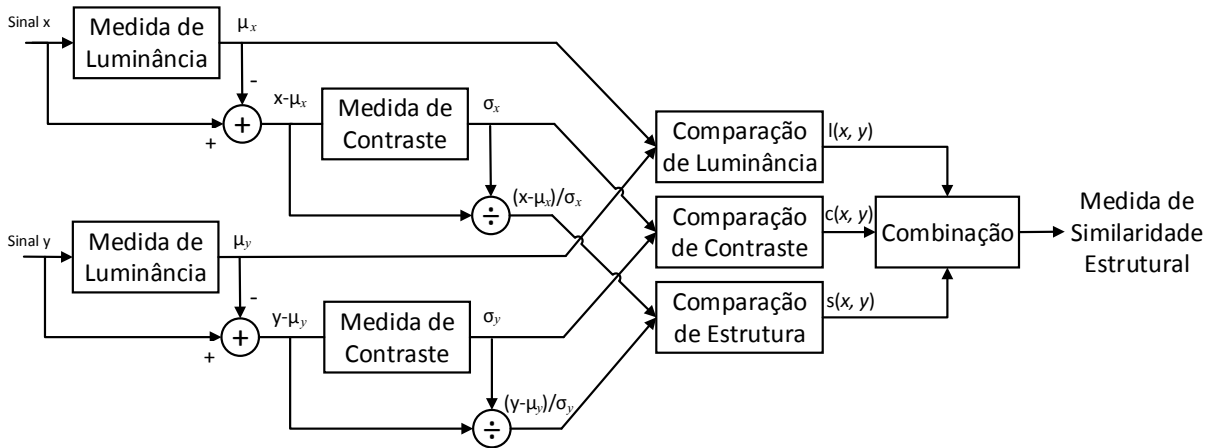 Sinal x
Medida de
Luminância
μx
-
+
+
x-μx
Medida de
Contraste
σx
÷
(x-μx)/σx
Sinal y
Medida de
Luminância
μy
-
+
+
y-μy
Medida de
Contraste
σy
÷
(y-μy)/σy
Comparação
de Luminância
l(x, y)
Comparação
de Contraste
c(x, y)
Comparação
de Estrutura
s(x, y)
Combinação
Medida de
Similaridade
Estrutural